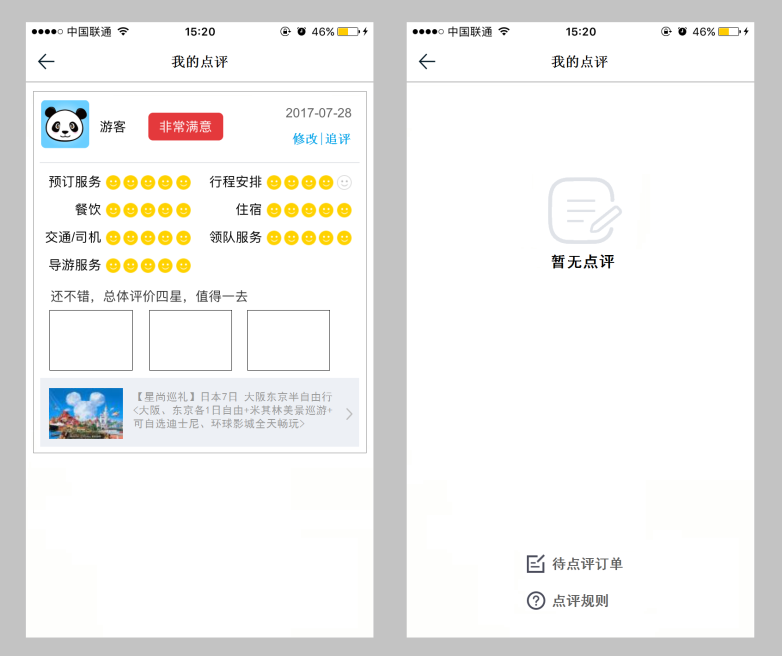 中国联通 15:20 46%
我的点评
游客 非常满意 2017-07-28
修改|追评
预订服务 行程安排
餐饮 住宿
交通/司机 领队服务
导游服务
还不错，总体评价四星，值得一去
【星尚巡礼】日本7日 大阪东京半自由行
<大阪、东京各1日自由+米其林美景巡游+
可自选迪士尼、环球影城全天畅玩>
中国联通 15:20 46%
我的点评
暂无点评
待点评订单
点评规则